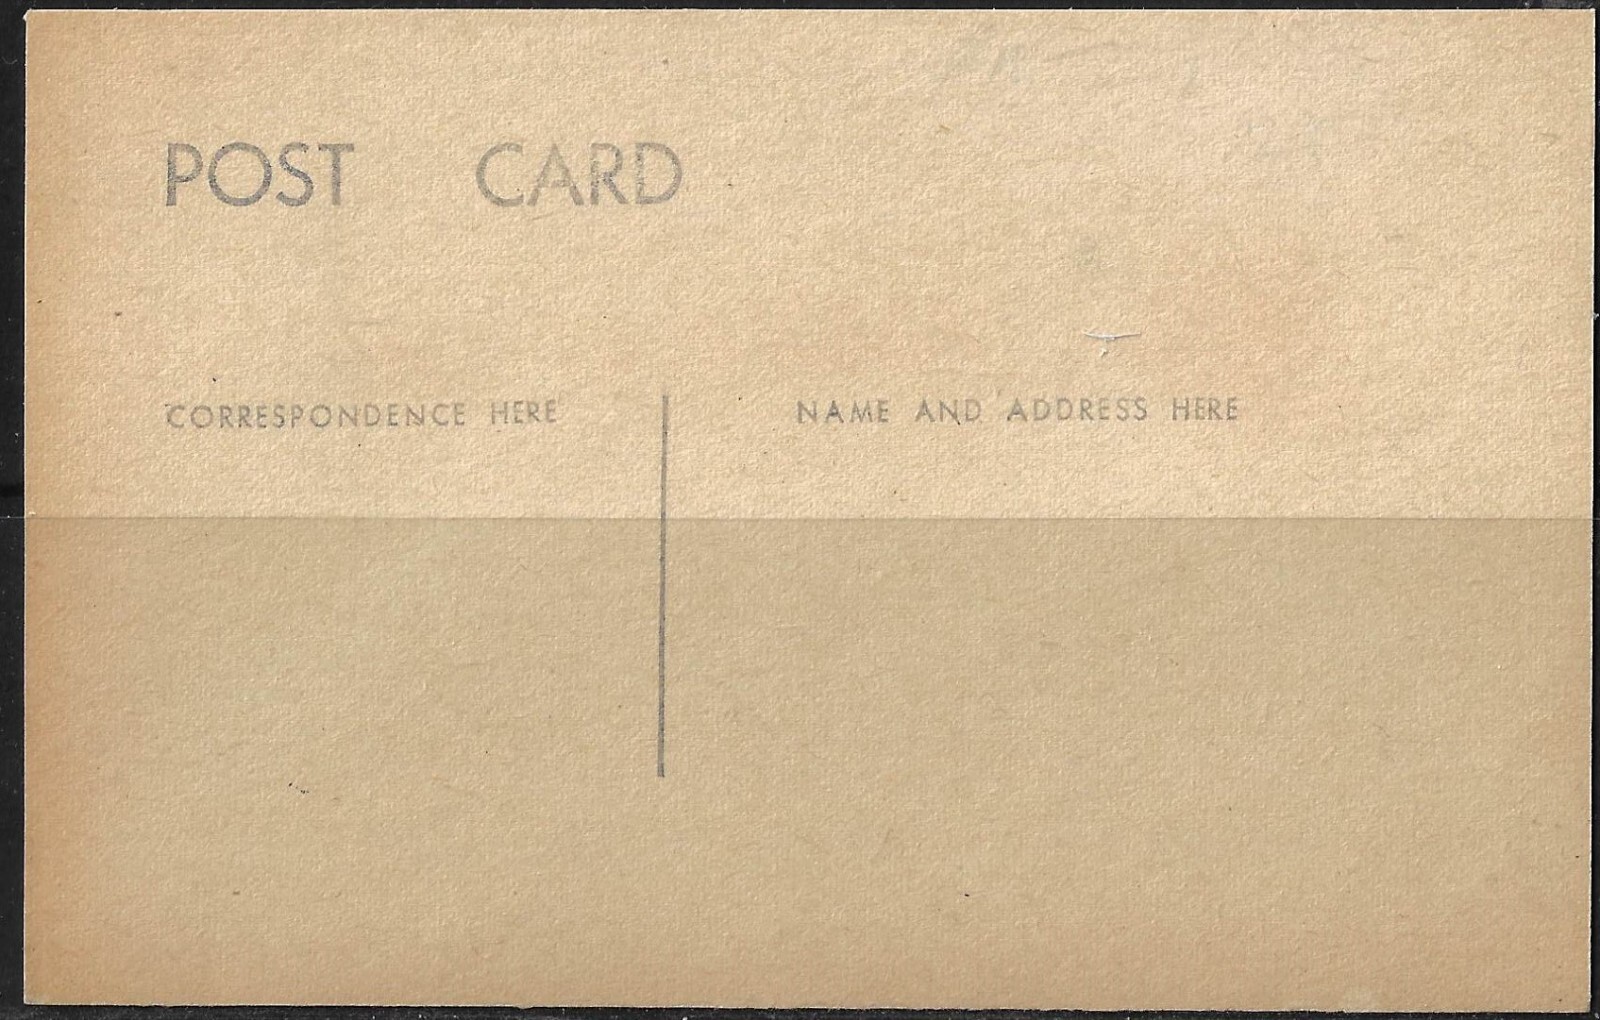 POST CARD
CORRESPONDENCE HERE
NAME AND ADDRESS HERE